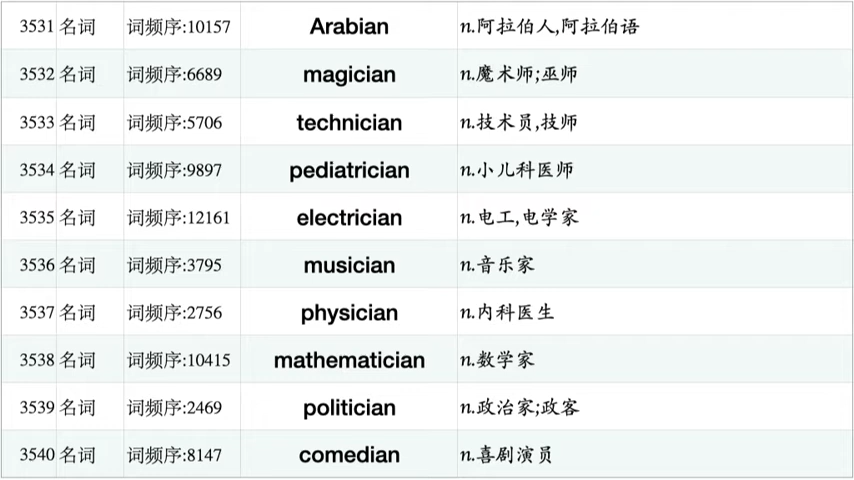 3531 名词 词频序:10157 Arabian n.阿拉伯人,阿拉伯语
3532 名词 词频序:6689 magician n.魔术师;巫师
3533 名词 词频序:5706 technician n.技术员,技师
3534 名词 词频序:9897 pediatrician n.小儿科医师
3535 名词 词频序:12161 electrician n.电工,电学家
3536 名词 词频序:3795 musician n.音乐家
3537 名词 词频序:2756 physician n.内科医生
3538 名词 词频序:10415 mathematician n.数学家
3539 名词 词频序:2469 politician n.政治家;政客
3540 名词 词频序:8147 comedian n.喜剧演员